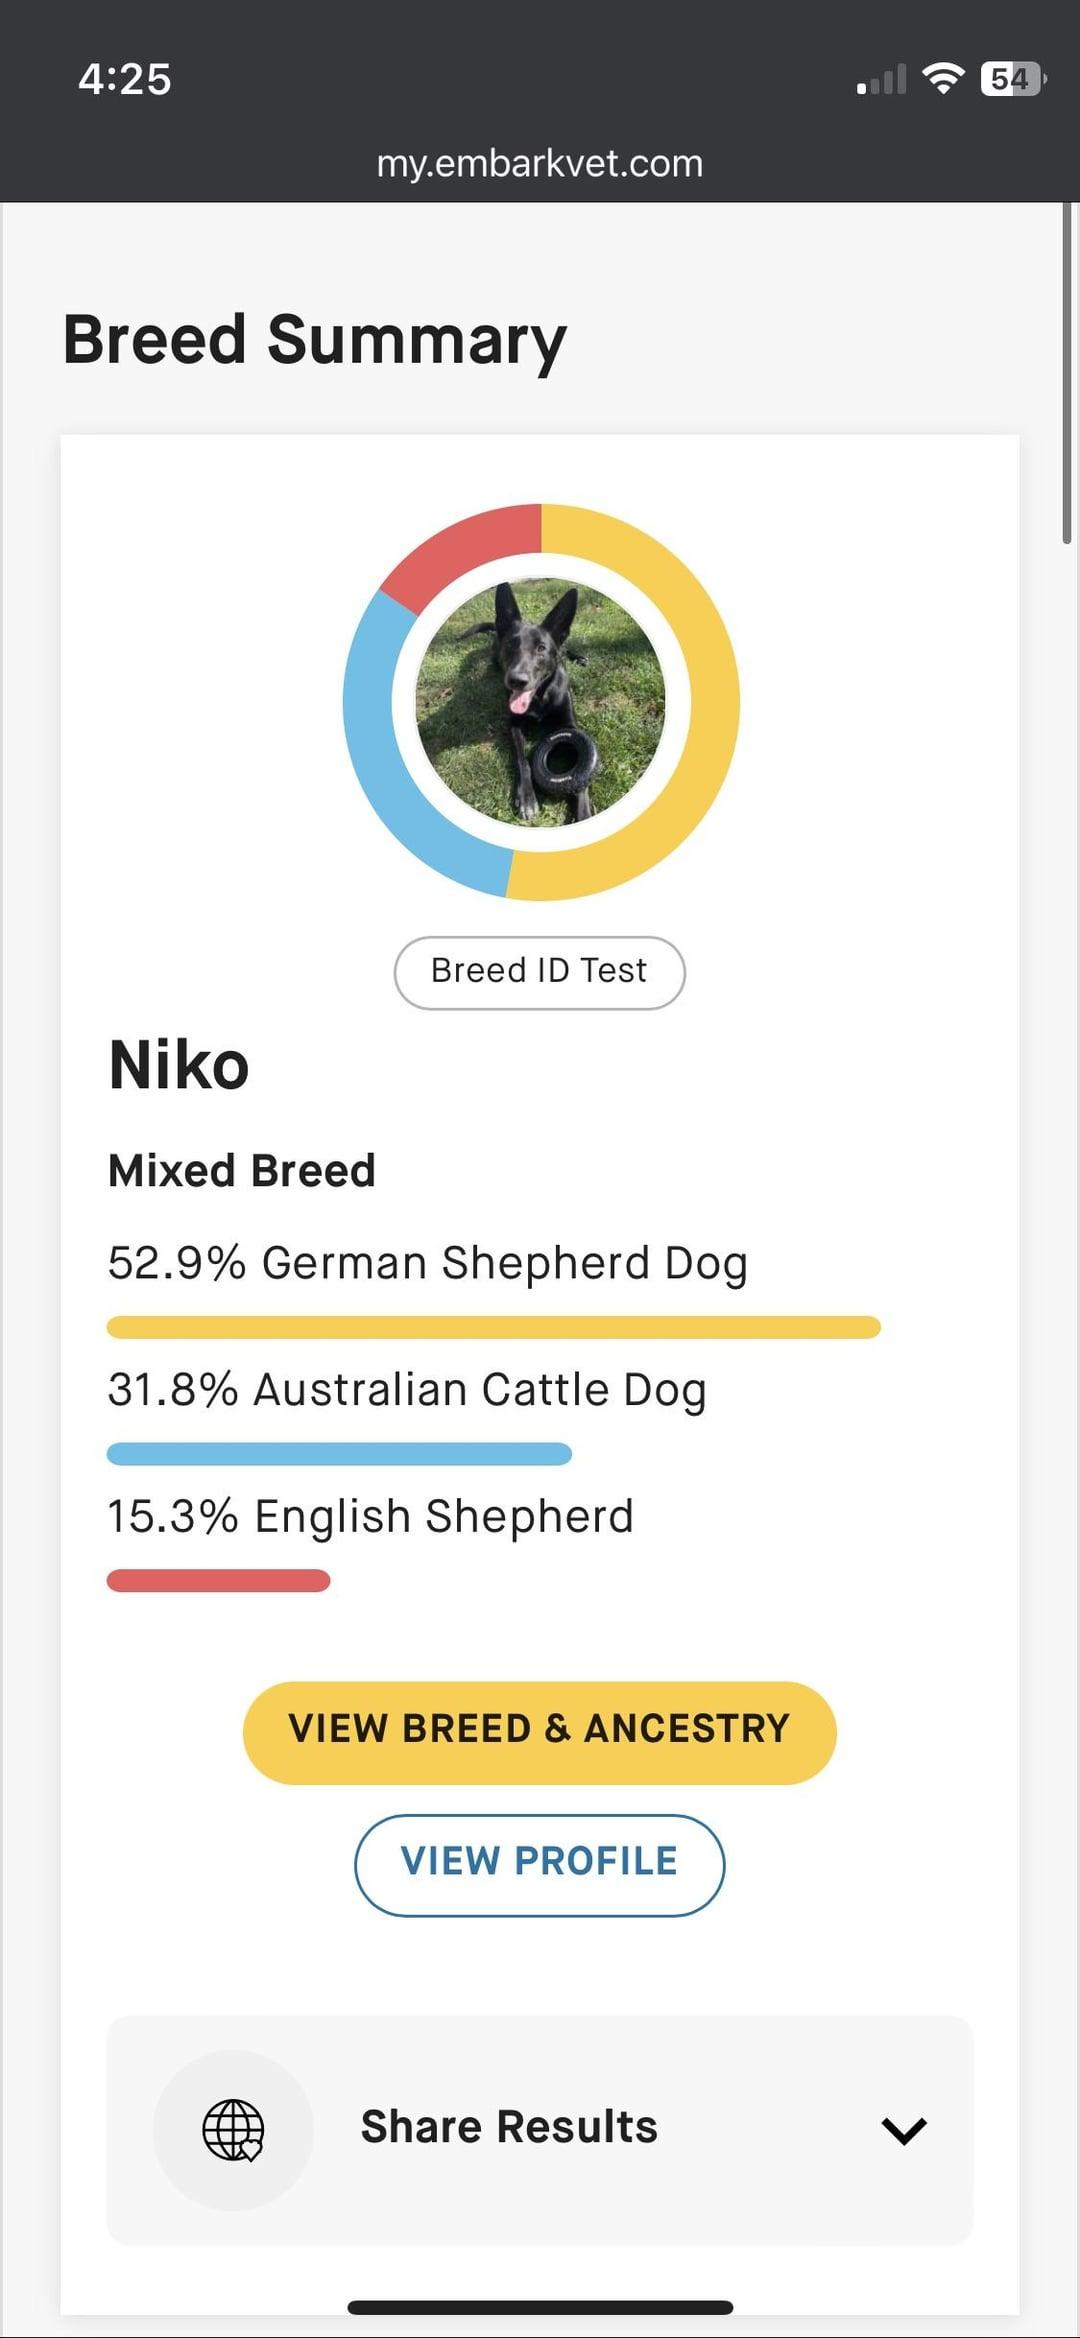 4:25
54
my.embarkvet.com
Breed Summary
Breed ID Test
Niko
Mixed Breed
52.9% German Shepherd Dog
31.8% Australian Cattle Dog
15.3% English Shepherd
VIEW BREED & ANCESTRY
VIEW PROFILE
Share Results